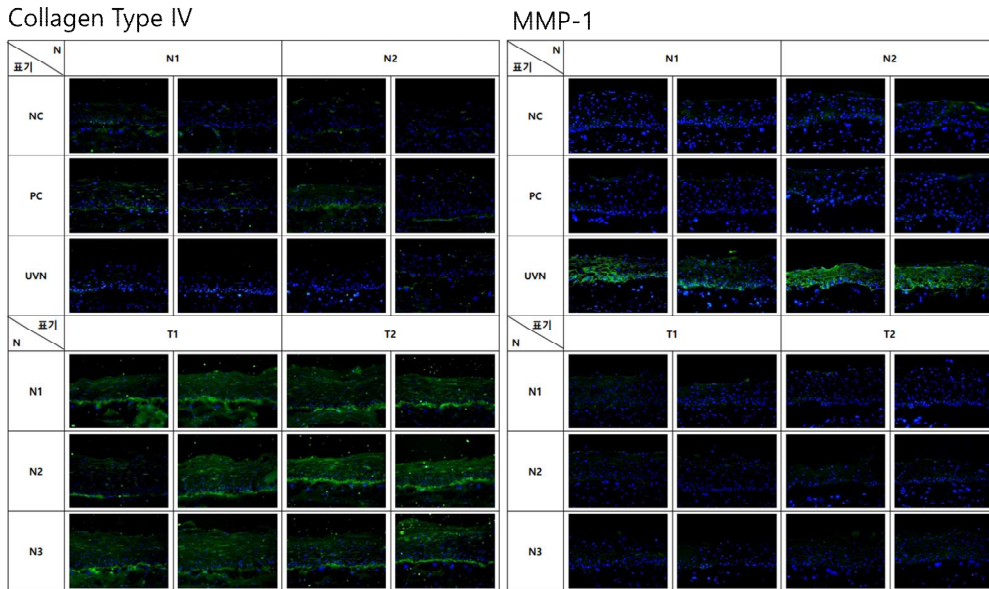 Collagen Type IV
MMP-1
N
표기
N1
N2
NC
PC
UVN
표기
N
T1
T2
N1
N2
N3
N
표기
N1
N2
NC
PC
UVN
표기
N
T1
T2
N1
N2
N3